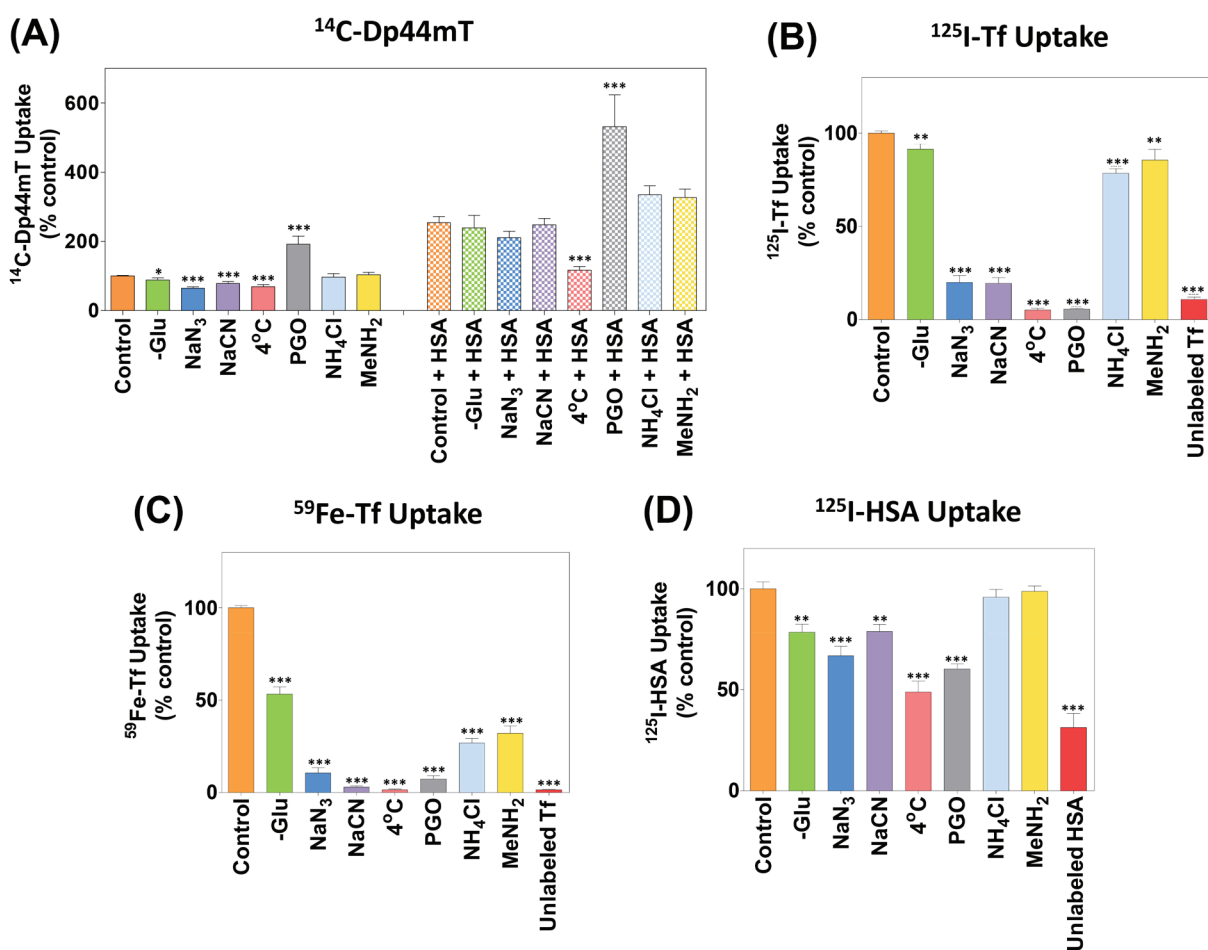 (A)
¹⁴C-Dp44mT
¹⁴C-Dp44mT Uptake
(% control)
600
400
200
0
*
***
***
***
***
***
***
Control
-Glu
NaN₃
NaCN
4°C
PGO
NH₄Cl
MeNH₂
Control + HSA
-Glu + HSA
NaN₃ + HSA
NaCN + HSA
4°C + HSA
PGO + HSA
NH₄Cl + HSA
MeNH₂ + HSA
(B)
¹²⁵I-Tf Uptake
¹²⁵I-Tf Uptake
(% control)
100
50
0
**
***
***
***
***
***
**
***
Control
-Glu
NaN₃
NaCN
4°C
PGO
NH₄Cl
MeNH₂
Unlabeled Tf
(C)
⁵⁹Fe-Tf Uptake
⁵⁹Fe-Tf Uptake
(% control)
100
50
0
***
***
***
***
***
***
***
***
Control
-Glu
NaN₃
NaCN
4°C
PGO
NH₄Cl
MeNH₂
Unlabeled Tf
(D)
¹²⁵I-HSA Uptake
¹²⁵I-HSA Uptake
(% control)
100
50
0
**
***
**
***
***
***
Control
-Glu
NaN₃
NaCN
4°C
PGO
NH₄Cl
MeNH₂
Unlabeled HSA